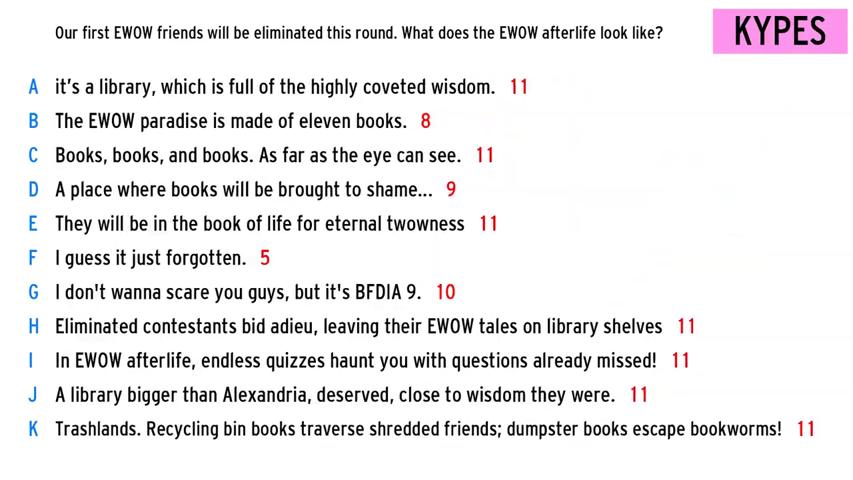 Our first EWOW friends will be eliminated this round. What does the EWOW afterlife look like?
KYPES
A it's a library, which is full of the highly coveted wisdom. 11
B The EWOW paradise is made of eleven books. 8
C Books, books, and books. As far as the eye can see. 11
D A place where books will be brought to shame... 9
E They will be in the book of life for eternal twowness 11
F I guess it just forgotten. 5
G I don't wanna scare you guys, but it's BFDIA 9. 10
H Eliminated contestants bid adieu, leaving their EWOW tales on library shelves 11
I In EWOW afterlife, endless quizzes haunt you with questions already missed! 11
J A library bigger than Alexandria, deserved, close to wisdom they were. 11
K Trashlands. Recycling bin books traverse shredded friends; dumpster books escape bookworms! 11